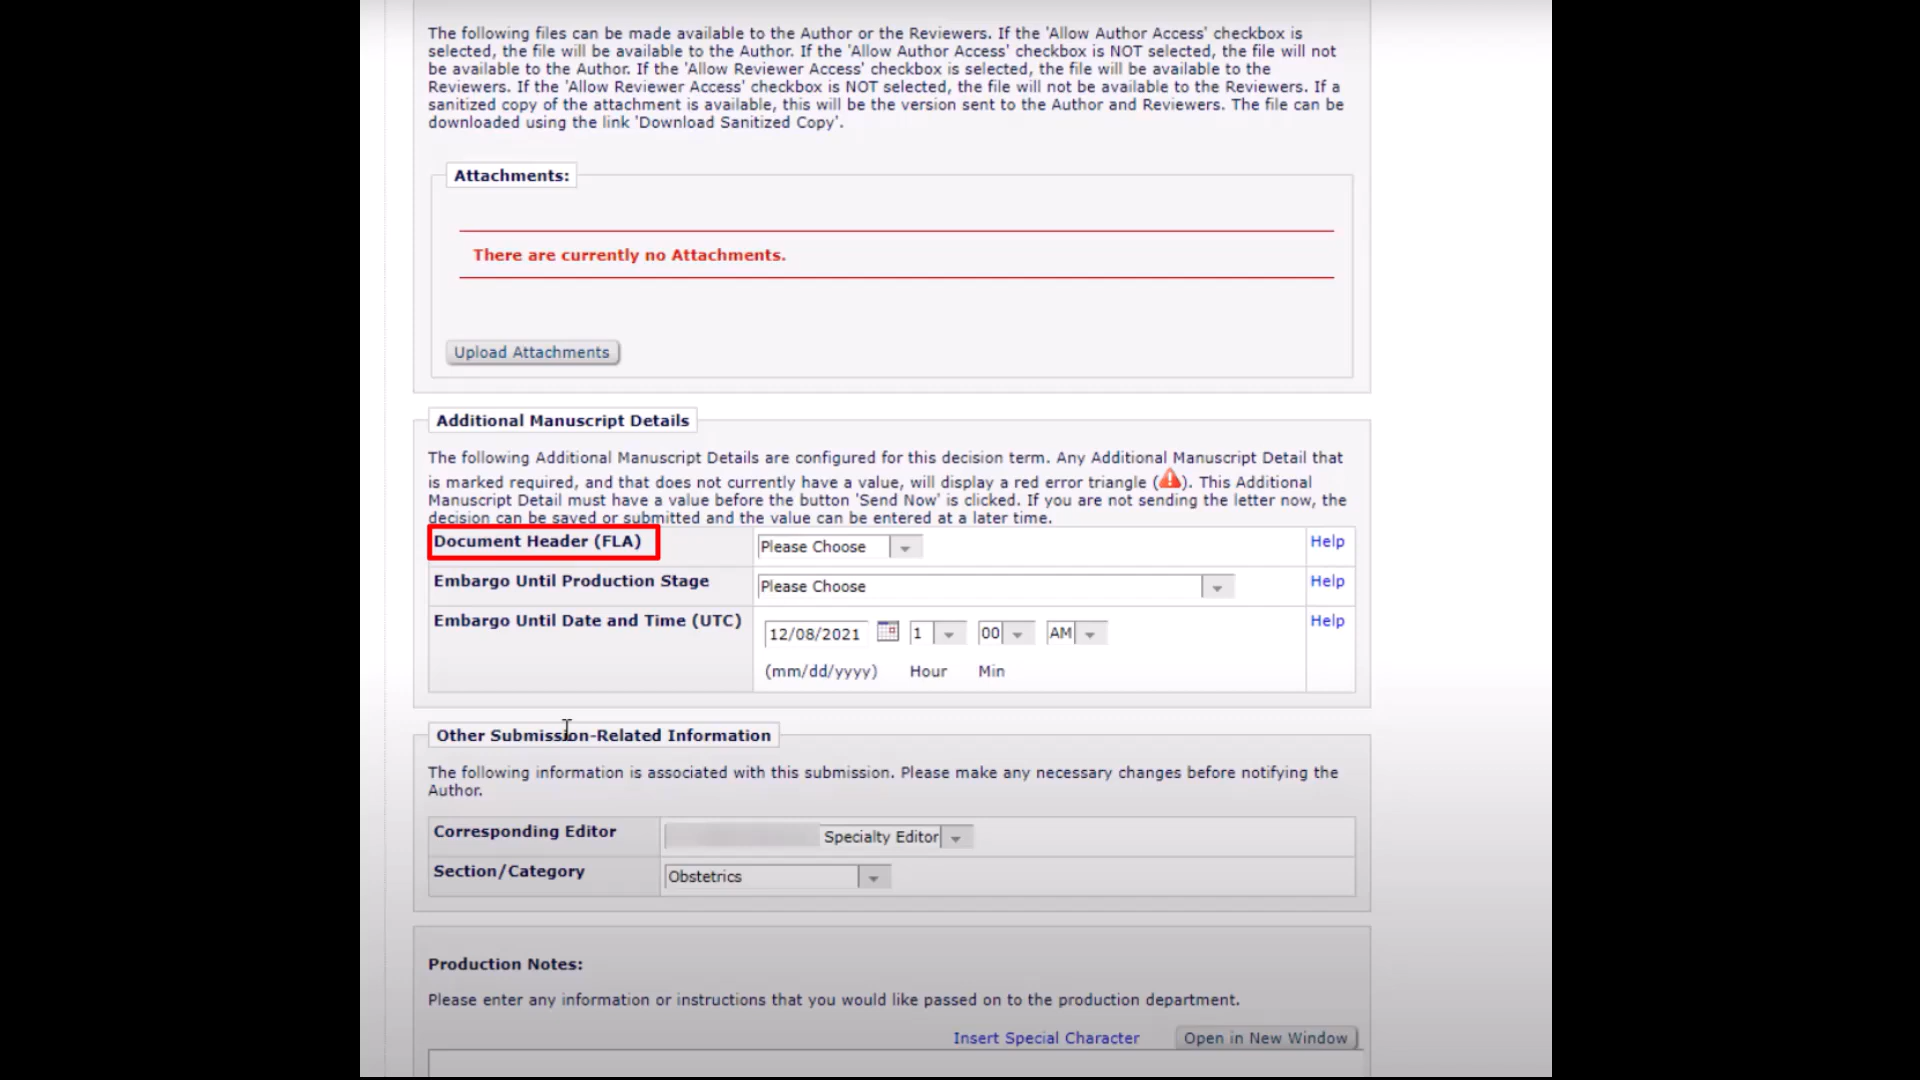 The following files can be made available to the Author or the Reviewers. If the 'Allow Author Access' checkbox is
selected, the file will be available to the Author. If the 'Allow Author Access' checkbox is NOT selected, the file will not
be available to the Author. If the 'Allow Reviewer Access' checkbox is selected, the file will be available to the
Reviewers. If the 'Allow Reviewer Access' checkbox is NOT selected, the file will not be available to the Reviewers. If a
sanitized copy of the attachment is available, this will be the version sent to the Author and Reviewers. The file can be
downloaded using the link 'Download Sanitized Copy'.
Attachments:
There are currently no Attachments.
Upload Attachments
Additional Manuscript Details
The following Additional Manuscript Details are configured for this decision term. Any Additional Manuscript Detail that
is marked required, and that does not currently have a value, will display a red error triangle (). This Additional
Manuscript Detail must have a value before the button 'Send Now' is clicked. If you are not sending the letter now, the
decision can be saved or submitted and the value can be entered at a later time.
Document Header (FLA) Please Choose Help
Embargo Until Production Stage Please Choose Help
Embargo Until Date and Time (UTC) 12/08/2021 1 00 AM Help
(mm/dd/yyyy) Hour Min
Other Submission-Related Information
The following information is associated with this submission. Please make any necessary changes before notifying the
Author.
Corresponding Editor Specialty Editor
Section/Category Obstetrics
Production Notes:
Please enter any information or instructions that you would like passed on to the production department.
Insert Special Character Open in New Window